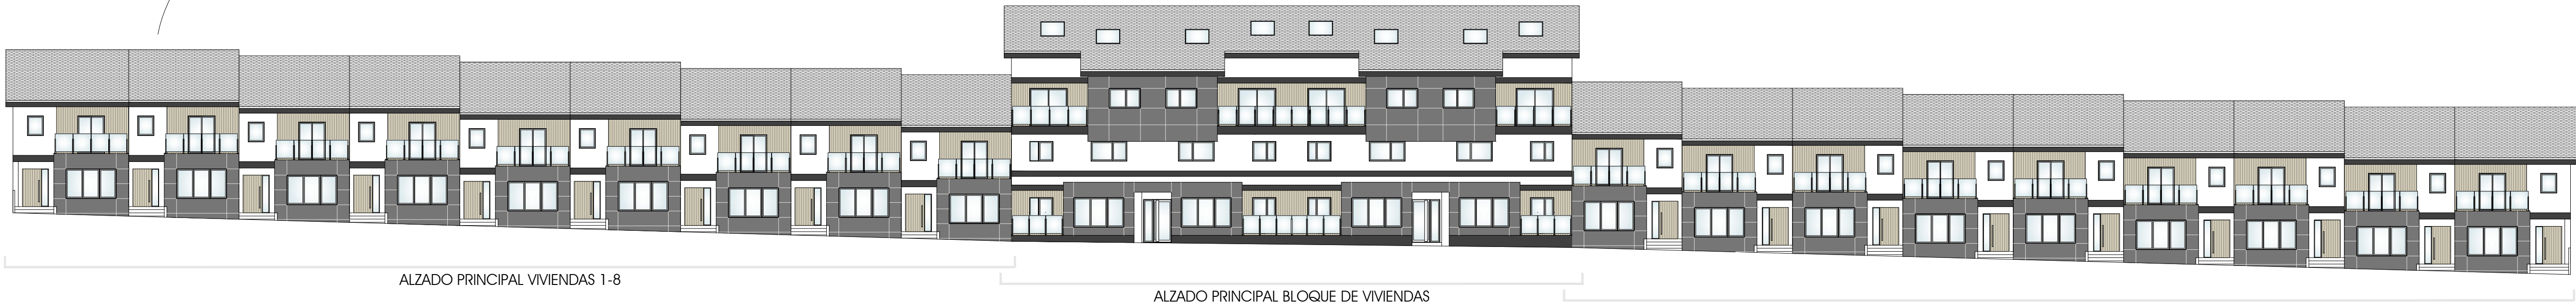 ALZADO PRINCIPAL VIVIENDAS 1-8
ALZADO PRINCIPAL BLOQUE DE VIVIENDAS